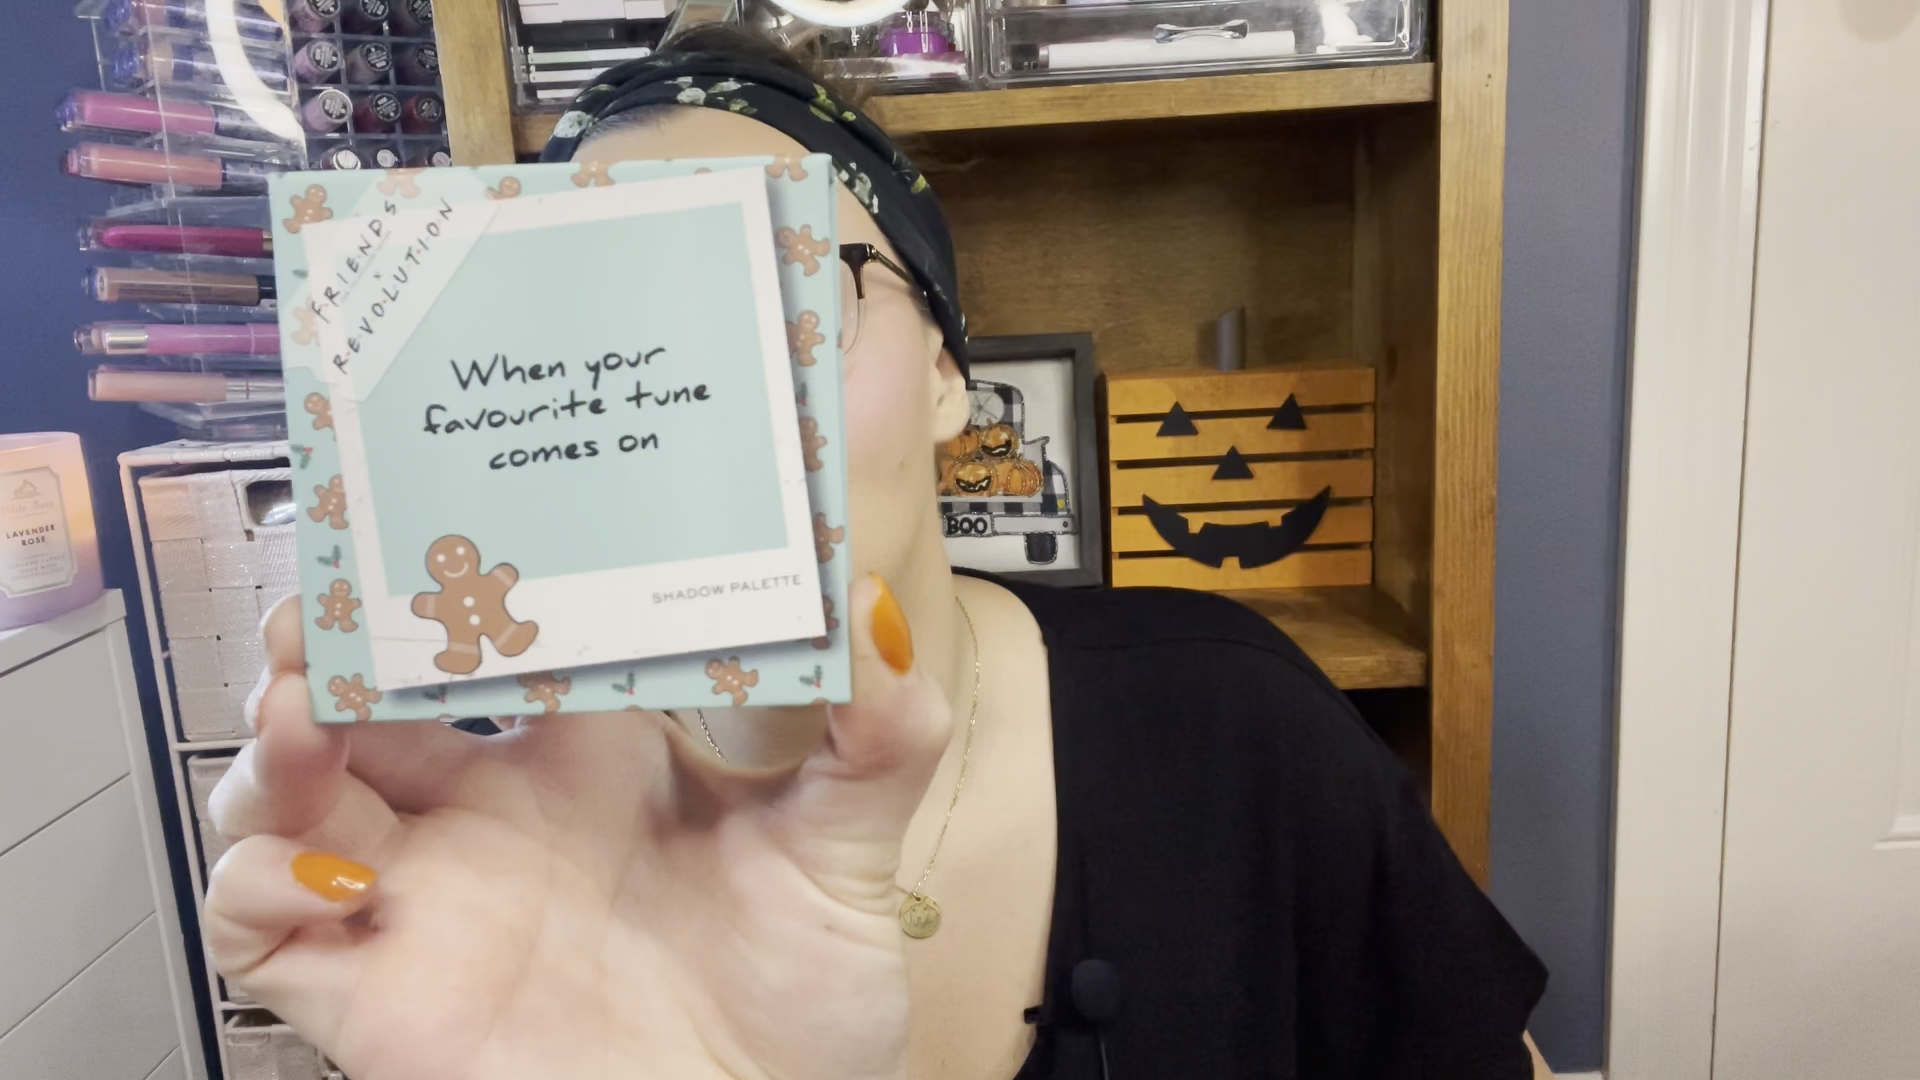 FRIENDS
x
REVOLUTION
When your
favourite tune
comes on
SHADOW PALETTE
LAVENDER
ROSE
BOO